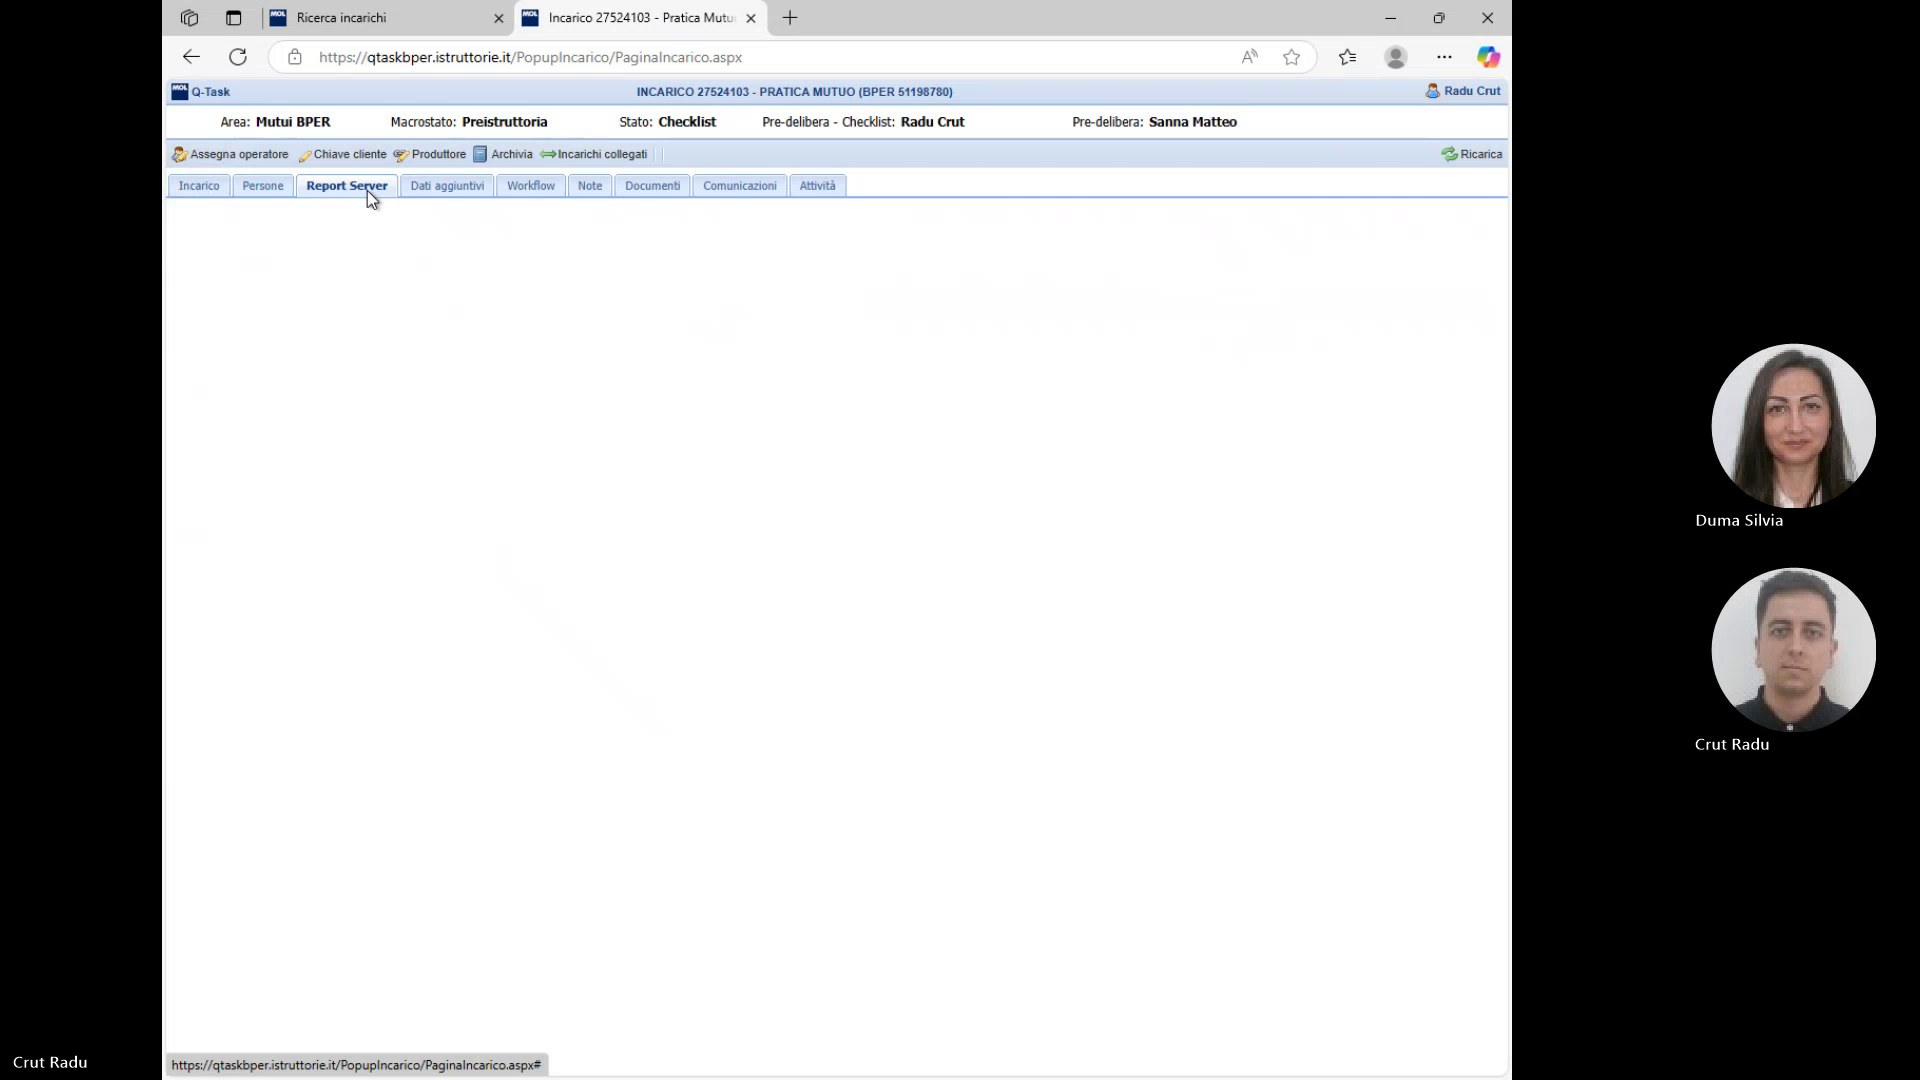 Ricerca incarichi
Incarico 27524103 - Pratica Mutu
https://qtaskbper.istruttorie.it/PopupIncarico/PaginaIncarico.aspx
MOL Q-Task
INCARICO 27524103 - PRATICA MUTUO (BPER 51198780)
Radu Crut
Area: Mutui BPER
Macrostato: Preistruttoria
Stato: Checklist
Pre-delibera - Checklist: Radu Crut
Pre-delibera: Sanna Matteo
Assegna operatore
Chiave cliente
Produttore
Archivia
Incarichi collegati
Ricarica
Incarico
Persone
Report Server
Dati aggiuntivi
Workflow
Note
Documenti
Comunicazioni
Attività
Duma Silvia
Crut Radu
https://qtaskbper.istruttorie.it/PopupIncarico/PaginaIncarico.aspx#
Crut Radu